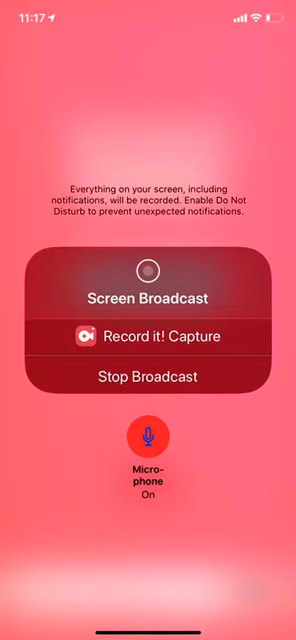 11:17
Everything on your screen, including
notifications, will be recorded. Enable Do Not
Disturb to prevent unexpected notifications.
Screen Broadcast
Record it! Capture
Stop Broadcast
Micro-
phone
On